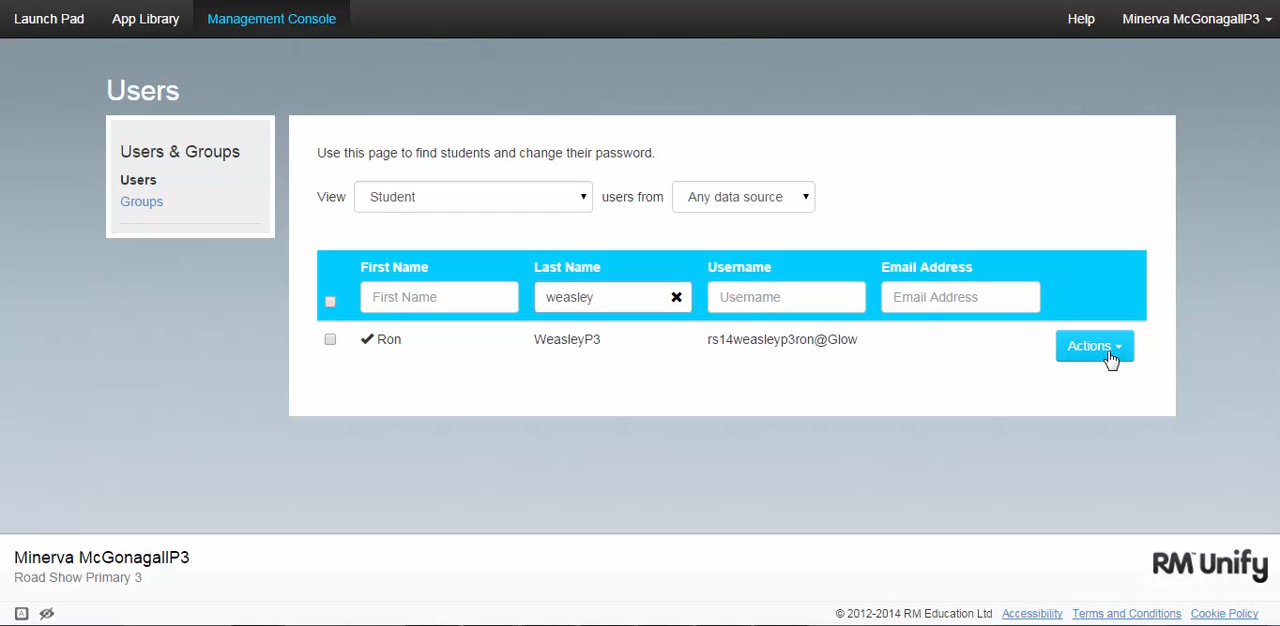 Launch Pad App Library Management Console Help Minerva McGonagallP3
Users
Users & Groups
Users
Groups
Use this page to find students and change their password.
View Student users from Any data source
First Name Last Name Username Email Address
First Name weasley Username Email Address
Ron WeasleyP3 rs14weasleyp3ron@Glow Actions
Minerva McGonagallP3
Road Show Primary 3
RM Unify
A © 2012-2014 RM Education Ltd Accessibility Terms and Conditions Cookie Policy